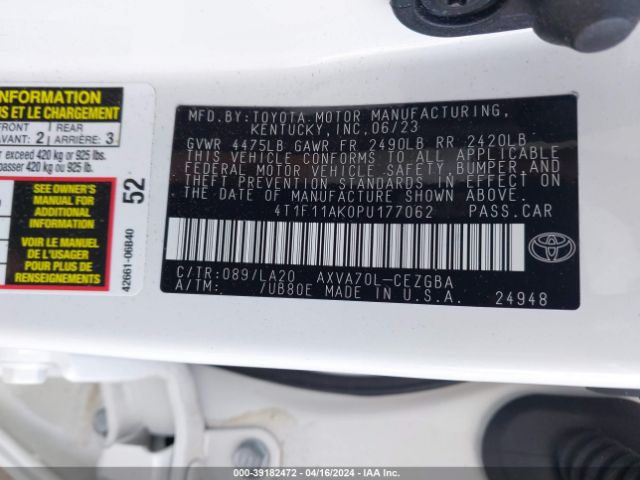 INFORMATION
S ET LE CHARGEMENT
FRONT
AVANT: 2
REAR
ARRIÈRE: 3
exceed 420 kg or 925 lbs.
passer 420 kg ou 925 lb.
SEE OWNER'S
MANUAL FOR
ADDITIONAL
INFORMATION
VOIR LE MANUEL
DE L'USAGER
POUR PLUS DE
RENSEIGNEMENTS
52
42661-06B40
MFD.BY:TOYOTA MOTOR MANUFACTURING,
KENTUCKY, INC.06/23
GVWR 4475LB GAWR FR 2490LB RR 2420LB
THIS VEHICLE CONFORMS TO ALL APPLICABLE
FEDERAL MOTOR VEHICLE SAFETY, BUMPER, AND
THEFT PREVENTION STANDARDS IN EFFECT ON
THE DATE OF MANUFACTURE SHOWN ABOVE.
4T1F11AK0PU177062 PASS.CAR
C/TR:089/LA20 AXVA70L-CEZGBA
A/TM: /UB80E MADE IN U.S.A.
24948
TOYOTA
000-39182472 — 04/16/2024 — IAA, LLC.